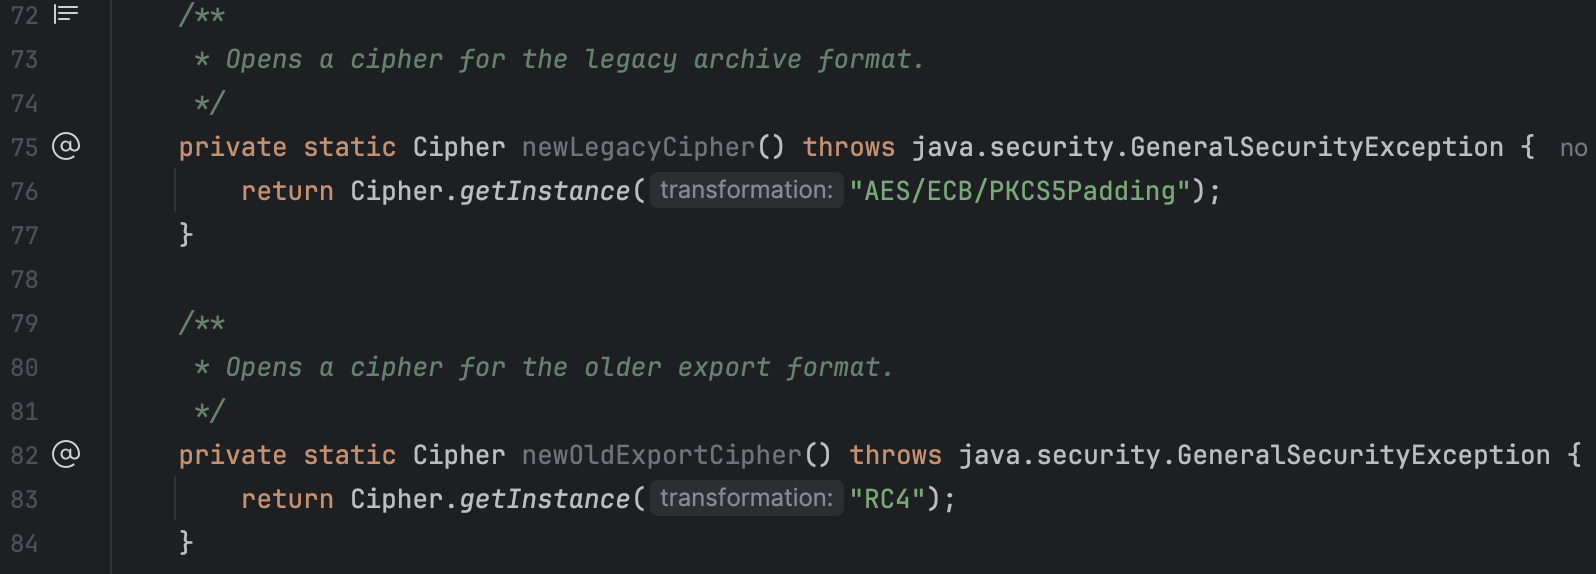 72 /**
73 * Opens a cipher for the legacy archive format.
74 */
75 @ private static Cipher newLegacyCipher() throws java.security.GeneralSecurityException { no
76 return Cipher.getInstance( transformation: "AES/ECB/PKCS5Padding");
77 }
78
79 /**
80 * Opens a cipher for the older export format.
81 */
82 @ private static Cipher newOldExportCipher() throws java.security.GeneralSecurityException {
83 return Cipher.getInstance( transformation: "RC4");
84 }